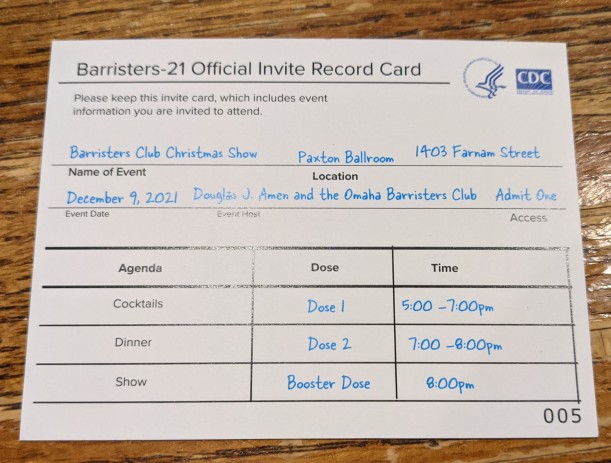 Barristers-21 Official Invite Record Card
CDC
Please keep this invite card, which includes event
information you are invited to attend.
Barristers Club Christmas Show Paxton Ballroom 1403 Farnam Street
Name of Event Location
December 9, 2021 Douglas J. Amen and the Omaha Barristers Club Admit One
Event Date Event Host Access
Agenda Dose Time
Cocktails Dose 1 5:00 -7:00pm
Dinner Dose 2 7:00 -8:00pm
Show Booster Dose 8:00pm
005